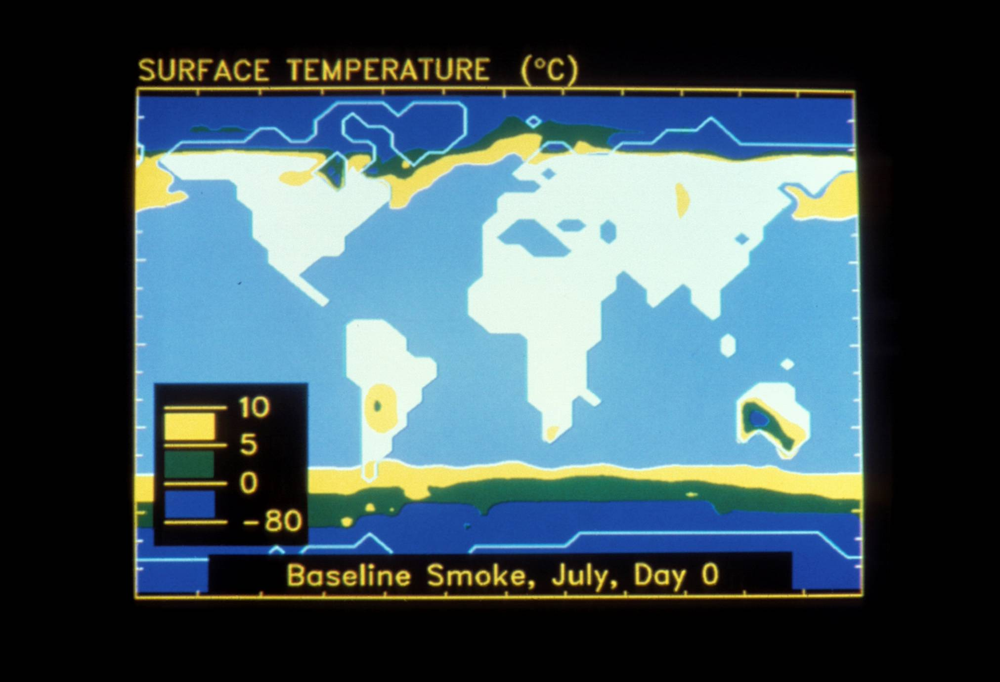 SURFACE TEMPERATURE (°C)
10
5
0
-80
Baseline Smoke, July, Day 0